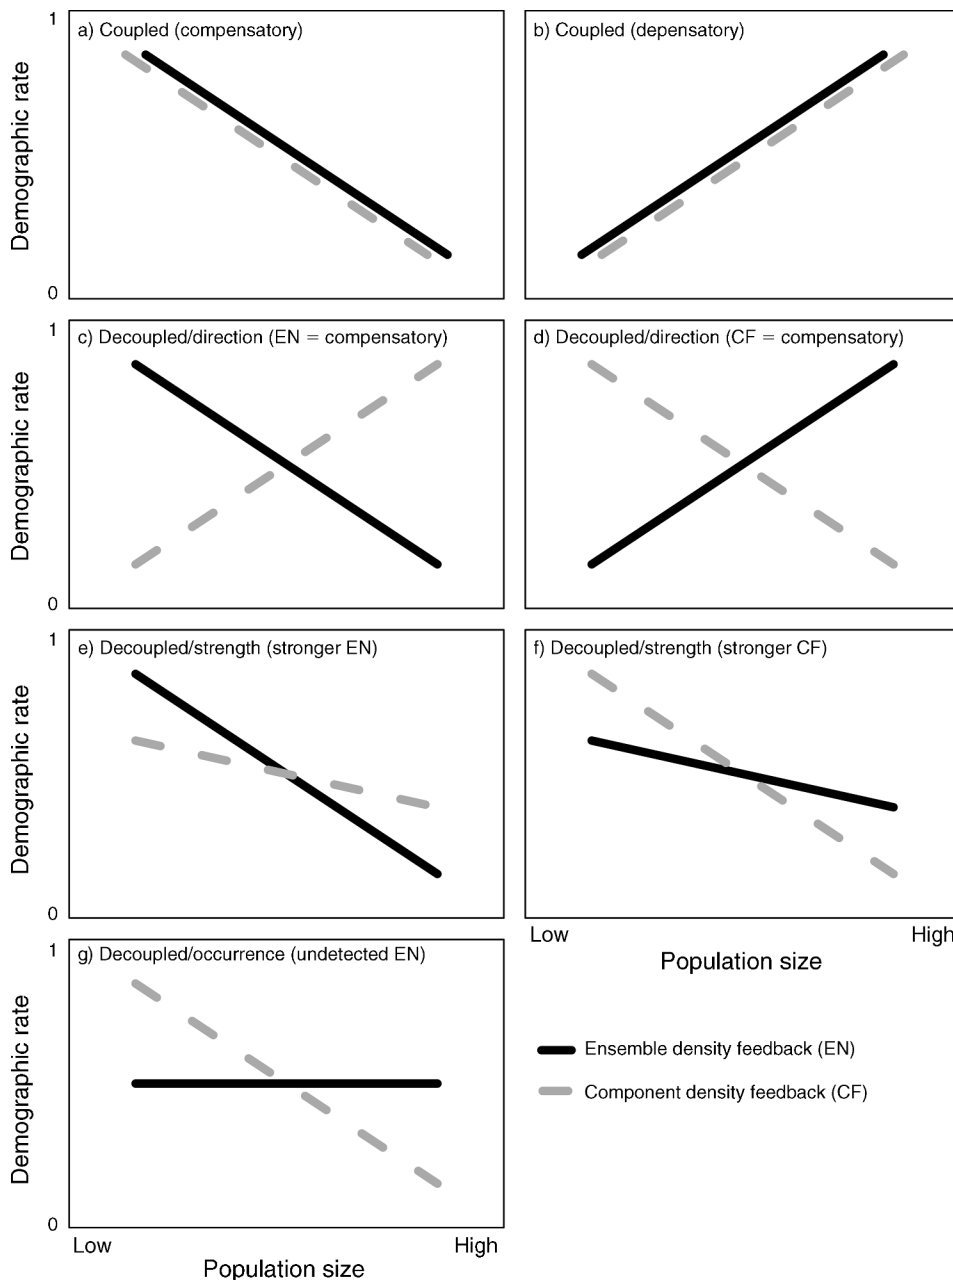 1
a) Coupled (compensatory)
Demographic rate
0
b) Coupled (depensatory)
1
c) Decoupled/direction (EN = compensatory)
Demographic rate
0
d) Decoupled/direction (CF = compensatory)
1
e) Decoupled/strength (stronger EN)
Demographic rate
0
f) Decoupled/strength (stronger CF)
Low
High
Population size
1
g) Decoupled/occurrence (undetected EN)
Demographic rate
0
Low
High
Population size
Ensemble density feedback (EN)
Component density feedback (CF)